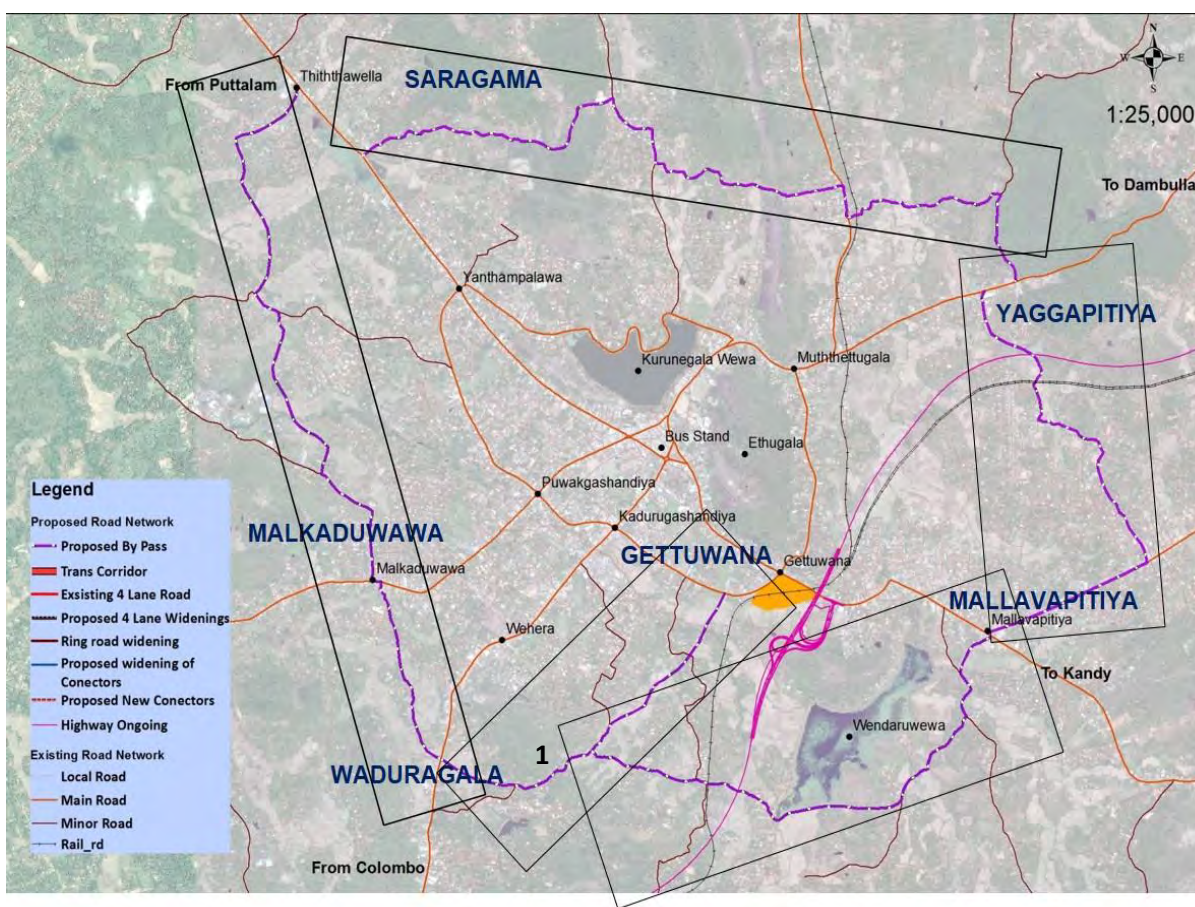 SARAGAMA
N
W E
S
From Puttalam
Thiththawella
1:25,000
To Dambulla
Yanthampalawa
YAGGAPITIYA
Kurunegala Wewa
Muththettugala
Bus Stand
Ethugala
Puwakgashandiya
Kadurugashandiya
MALKADUWAWA
GETTUWANA
Gettuwana
Malkaduwawa
MALLAVAPITIYA
Mallavapitiya
Wehera
To Kandy
Wendaruwewa
1
WADURAGALA
From Colombo
Legend
Proposed Road Network
Proposed By Pass
Trans Corridor
Exsisting 4 Lane Road
Proposed 4 Lane Widenings
Ring road widening
Proposed widening of
Conectors
Proposed New Conectors
Highway Ongoing
Existing Road Network
Local Road
Main Road
Minor Road
Rail_rd